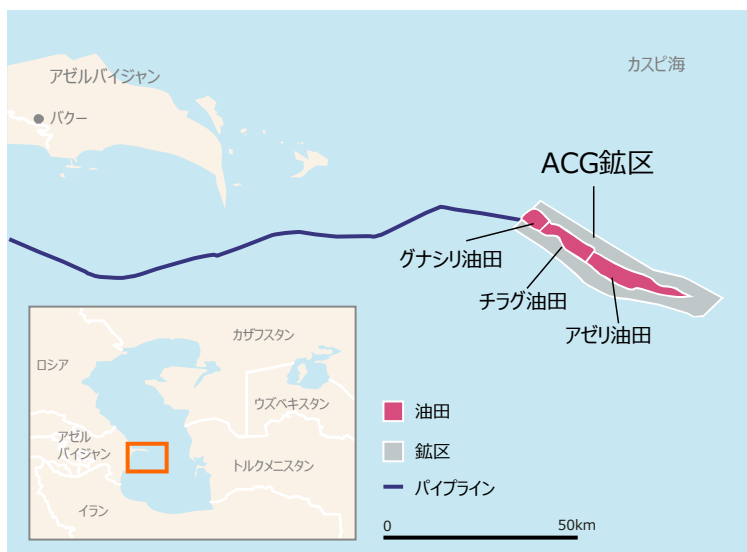 アゼルバイジャン
カスピ海
バクー
ACG鉱区
グナシリ油田
チラグ油田
アゼリ油田
カザフスタン
ロシア
ウズベキスタン
アゼル
バイジャン
トルクメニスタン
イラン
油田
鉱区
パイプライン
0 50km